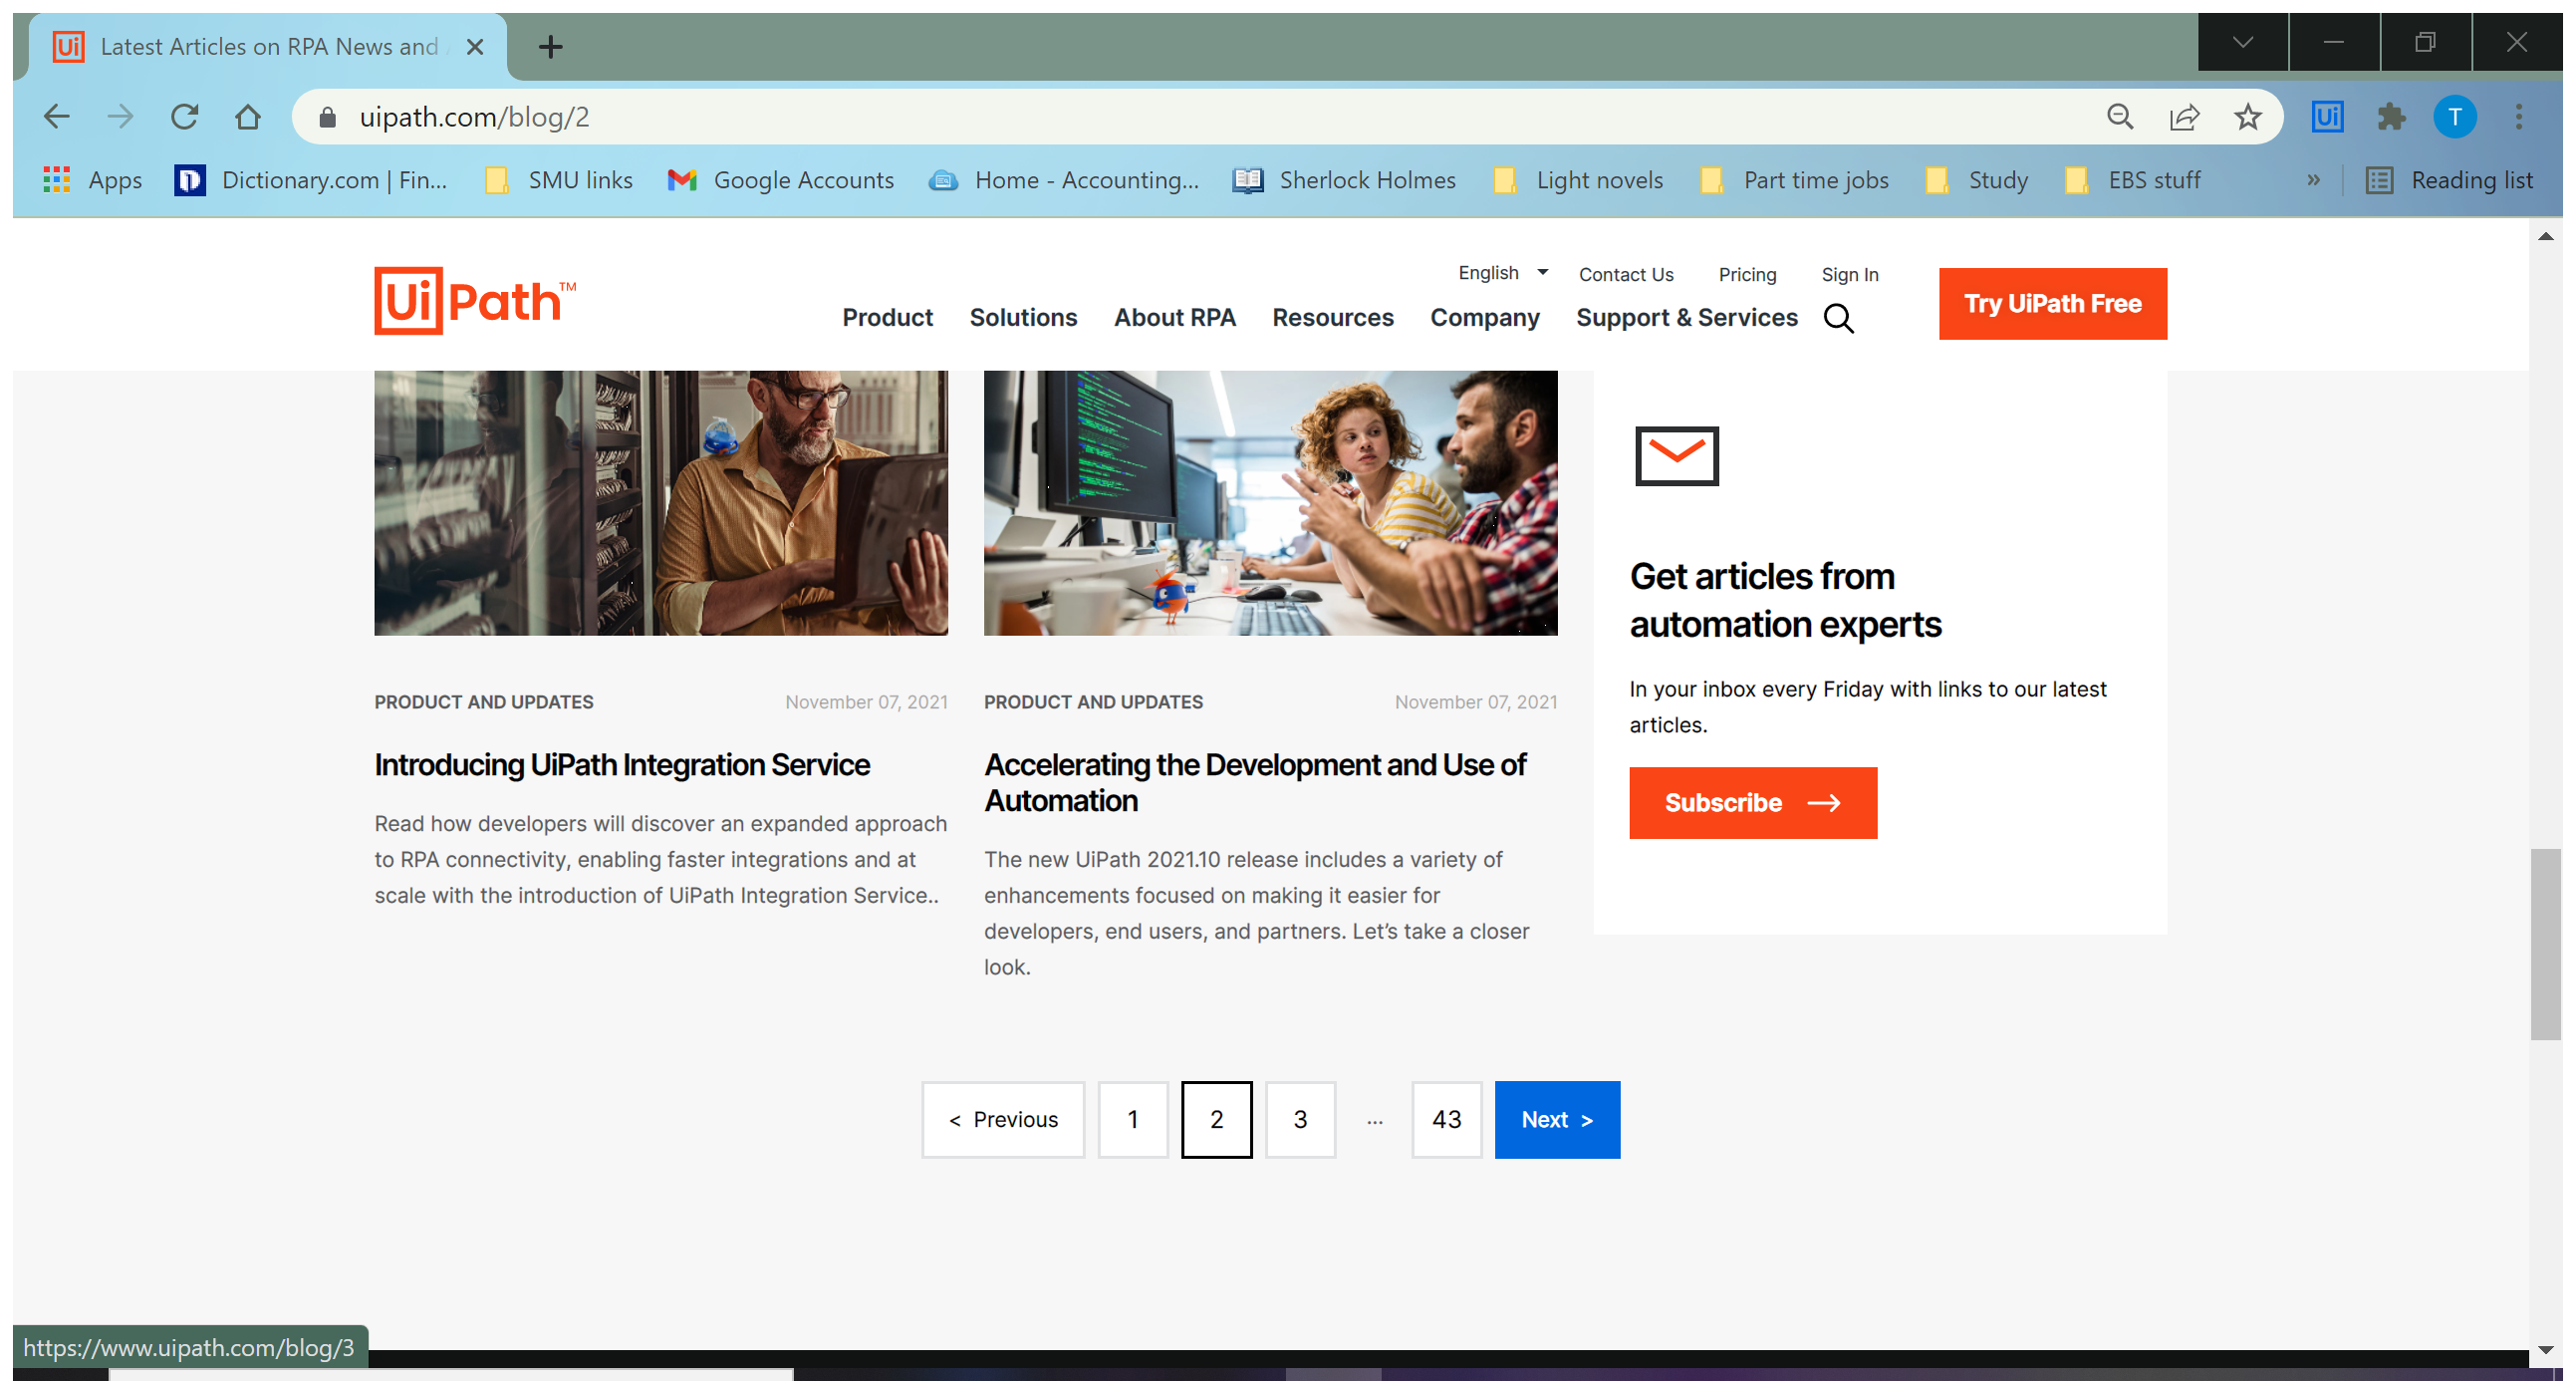 Ui Latest Articles on RPA News and
uipath.com/blog/2
Ui
T
Apps
Dictionary.com | Fin...
SMU links
Google Accounts
Home - Accounting...
Sherlock Holmes
Light novels
Part time jobs
Study
EBS stuff
»
Reading list
UiPath™
English
Contact Us
Pricing
Sign In
Product
Solutions
About RPA
Resources
Company
Support & Services
Try UiPath Free
PRODUCT AND UPDATES
November 07, 2021
Introducing UiPath Integration Service
Read how developers will discover an expanded approach
to RPA connectivity, enabling faster integrations and at
scale with the introduction of UiPath Integration Service..
PRODUCT AND UPDATES
November 07, 2021
Accelerating the Development and Use of
Automation
The new UiPath 2021.10 release includes a variety of
enhancements focused on making it easier for
developers, end users, and partners. Let’s take a closer
look.
Get articles from
automation experts
In your inbox every Friday with links to our latest
articles.
Subscribe →
< Previous
1
2
3
...
43
Next >
https://www.uipath.com/blog/3